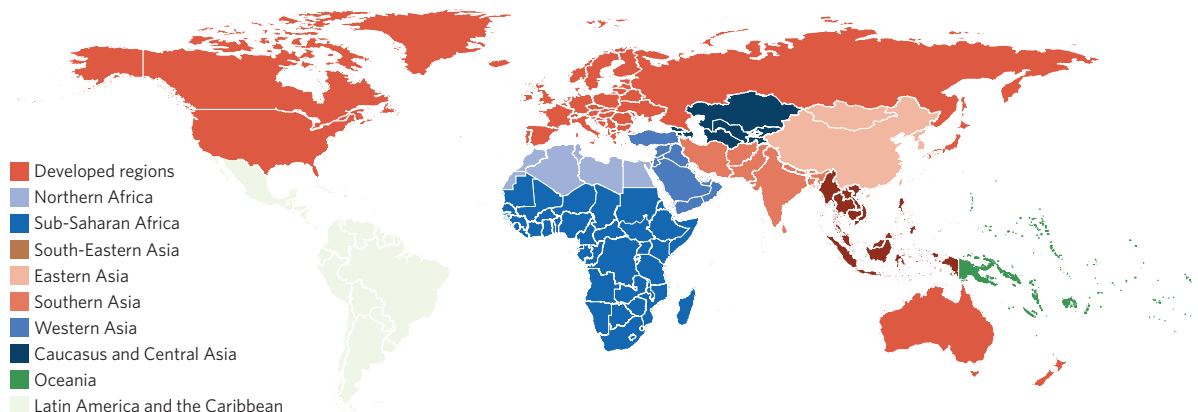 Developed regions
Northern Africa
Sub-Saharan Africa
South-Eastern Asia
Eastern Asia
Southern Asia
Western Asia
Caucasus and Central Asia
Oceania
Latin America and the Caribbean